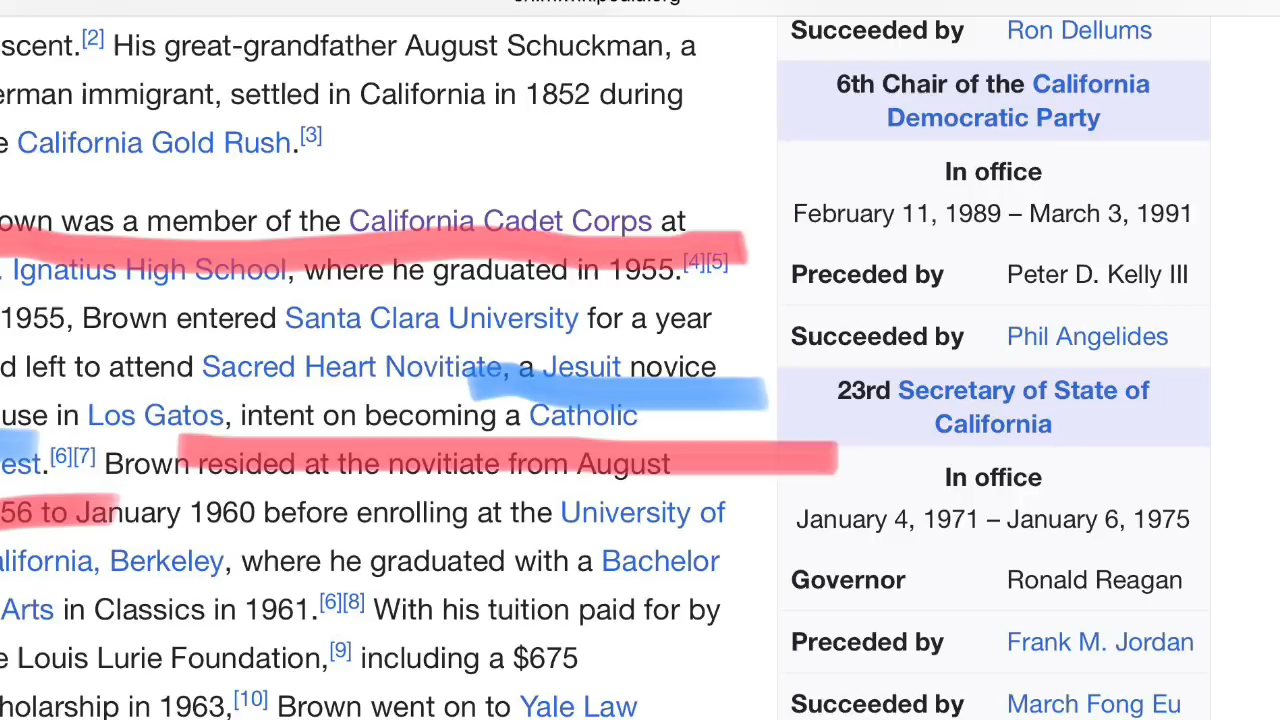 scent.[2] His great-grandfather August Schuckman, a
erman immigrant, settled in California in 1852 during
e California Gold Rush.[3]
own was a member of the California Cadet Corps at
. Ignatius High School, where he graduated in 1955.[4][5]
1955, Brown entered Santa Clara University for a year
d left to attend Sacred Heart Novitiate, a Jesuit novice
use in Los Gatos, intent on becoming a Catholic
est.[6][7] Brown resided at the novitiate from August
56 to January 1960 before enrolling at the University of
alifornia, Berkeley, where he graduated with a Bachelor
Arts in Classics in 1961.[6][8] With his tuition paid for by
e Louis Lurie Foundation,[9] including a $675
holarship in 1963,[10] Brown went on to Yale Law
Succeeded by Ron Dellums
6th Chair of the California
Democratic Party
In office
February 11, 1989 – March 3, 1991
Preceded by Peter D. Kelly III
Succeeded by Phil Angelides
23rd Secretary of State of
California
In office
January 4, 1971 – January 6, 1975
Governor Ronald Reagan
Preceded by Frank M. Jordan
Succeeded by March Fong Eu